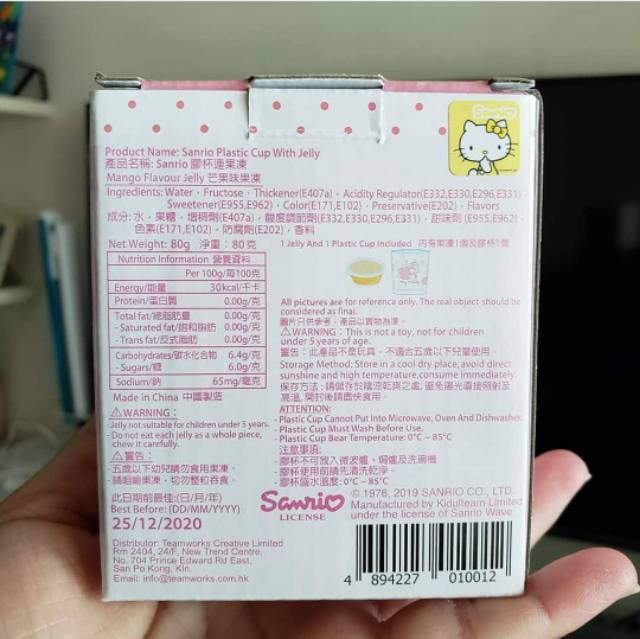 Sanrio
Product Name: Sanrio Plastic Cup With Jelly
產品名稱: Sanrio 膠杯連果凍
Mango Flavour Jelly 芒果味果凍
Ingredients: Water﹐Fructose﹐Thickener(E407a)﹐Acidity Regulator(E332,E330,E296,E331)﹐
Sweetener(E955,E962)﹐Color(E171,E102)﹐Preservative(E202)﹐Flavors
成分: 水﹐果糖﹐增稠劑(E407a)﹐酸度調節劑(E332,E330,E296,E331)﹐甜味劑 (E955,E962)﹐
色素(E171,E102)﹐防腐劑(E202)﹐香料
Net Weight: 80g 淨重：80克
Nutrition Information 營養資料
Per 100g/每100克
Energy/能量 30kcal/千卡
Protein/蛋白質 0.00g/克
Total fat/總脂肪量 0.00g/克
- Saturated fat/飽和脂肪 0.00g/克
- Trans fat/反式脂肪 0.00g/克
Carbohydrates/碳水化合物 6.4g/克
- Sugars/糖 6.0g/克
Sodium/鈉 65mg/毫克
Made in China 中國製造
⚠WARNING：
- Jelly not suitable for children under 5 years.
- Do not eat each jelly as a whole piece,
chew it carefully.
⚠警告：
- 五歲以下幼兒請勿食用果凍。
- 請咀嚼果凍﹐切勿整粒吞食。
此日期前最佳:(日/月/年)
Best Before: (DD/MM/YYYY)
25/12/2020
Distributor: Teamworks Creative Limited
Rm 2404, 24/F, New Trend Centre,
No. 704 Prince Edward Rd East,
San Po Kong, Kln.
Email: info@teamworks.com.hk
1 Jelly And 1 Plastic Cup Included 內有果凍1個及膠杯1個
All pictures are for reference only. The real object should be
considered as final.
圖片只供參考﹐產品以實物為準。
⚠WARNING：This is not a toy, not for children
under 5 years of age.
警告：此產品不是玩具﹐不適合五歲以下兒童使用。
Storage Method: Store in a cool dry place, avoid direct
sunshine and high temperature,consume immediately.
保存方法：請儲存於陰涼乾爽之處, 避免陽光直接照射及
高溫, 開封後請盡快食用。
ATTENTION:
- Plastic Cup Cannot Put Into Microwave, Oven And Dishwasher.
- Plastic Cup Must Wash Before Use.
- Plastic Cup Bear Temperature: 0°C ~ 85°C
注意事項:
- 膠杯不可放入微波爐、焗爐及洗碗機
- 膠杯使用前請先清洗乾淨。
- 膠杯盛水溫度: 0°C ~ 85°C
Sanrio
LICENSE
© 1976, 2019 SANRIO CO., LTD.
Manufactured by Kidultearn Limited
under the license of Sanrio Wave
4 894227 010012